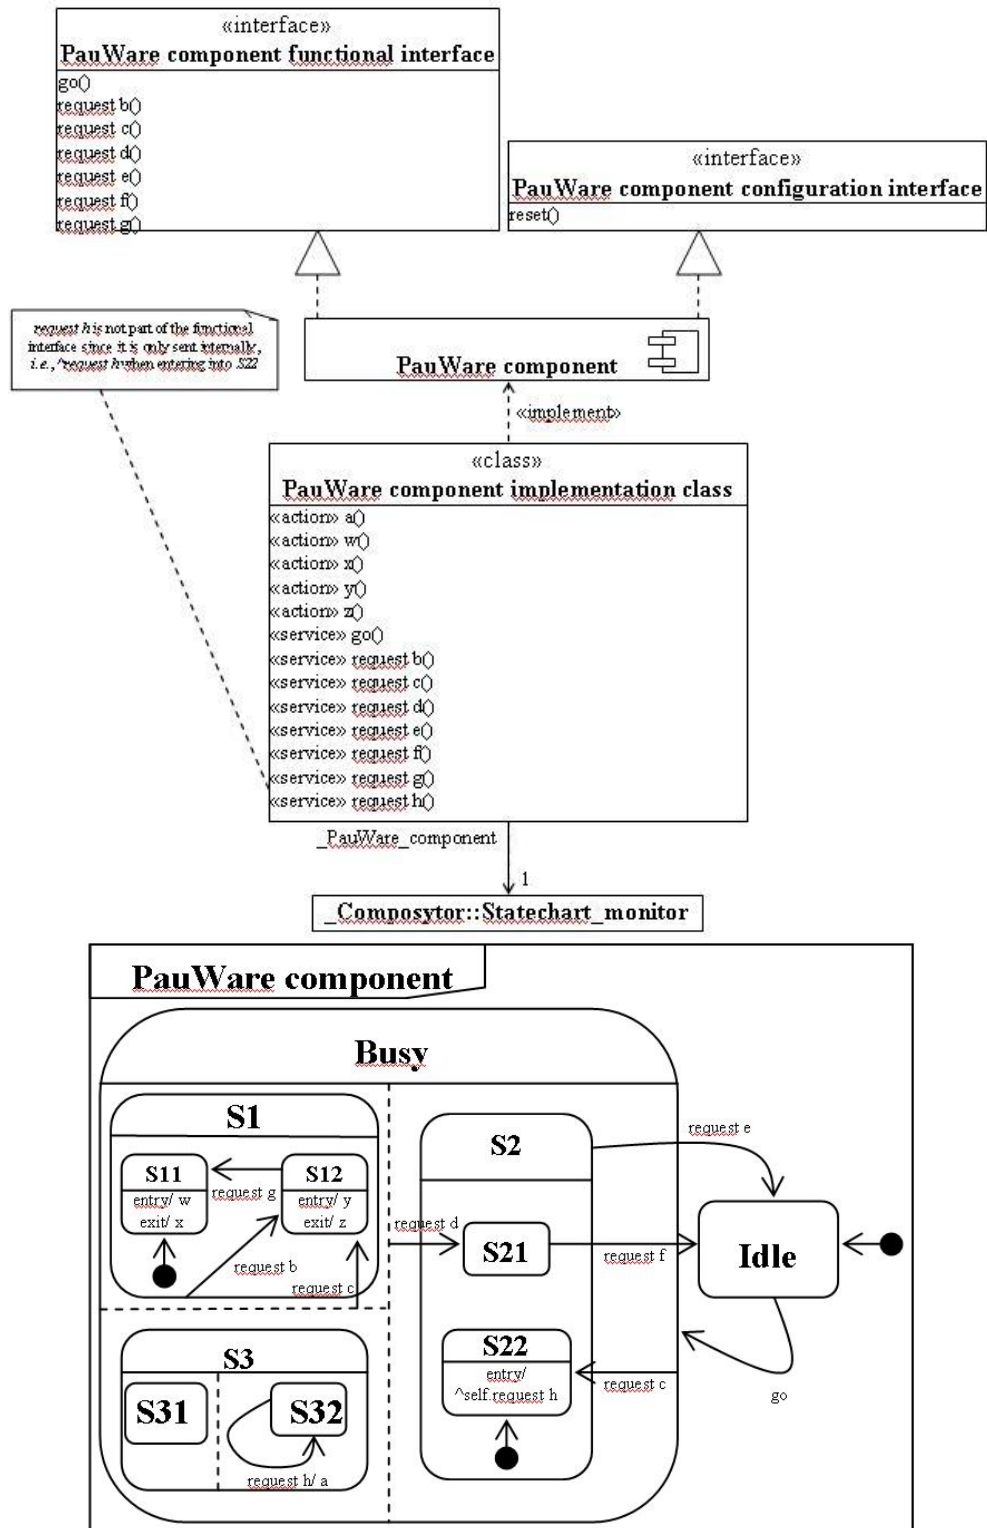 «interface»
PauWare component functional interface
go()
request b()
request c()
request d()
request e()
request f()
request g()
«interface»
PauWare component configuration interface
reset()
request h is not part of the functional
interface since it is only sent internally,
i.e., ^request h when entering into S22
PauWare component
«implement»
«class»
PauWare component implementation class
«action» a()
«action» w()
«action» x()
«action» y()
«action» z()
«service» go()
«service» request b()
«service» request c()
«service» request d()
«service» request e()
«service» request f()
«service» request g()
«service» request h()
_PauWare_component
1
_Composytor::Statechart_monitor
PauWare component
Busy
S1
S11
entry/ w
exit/ x
request g
S12
entry/ y
exit/ z
request b
request c
S2
request e
request d
S21
request f
Idle
S22
entry/
^self.request h
request c
go
S3
S31
S32
request h/ a